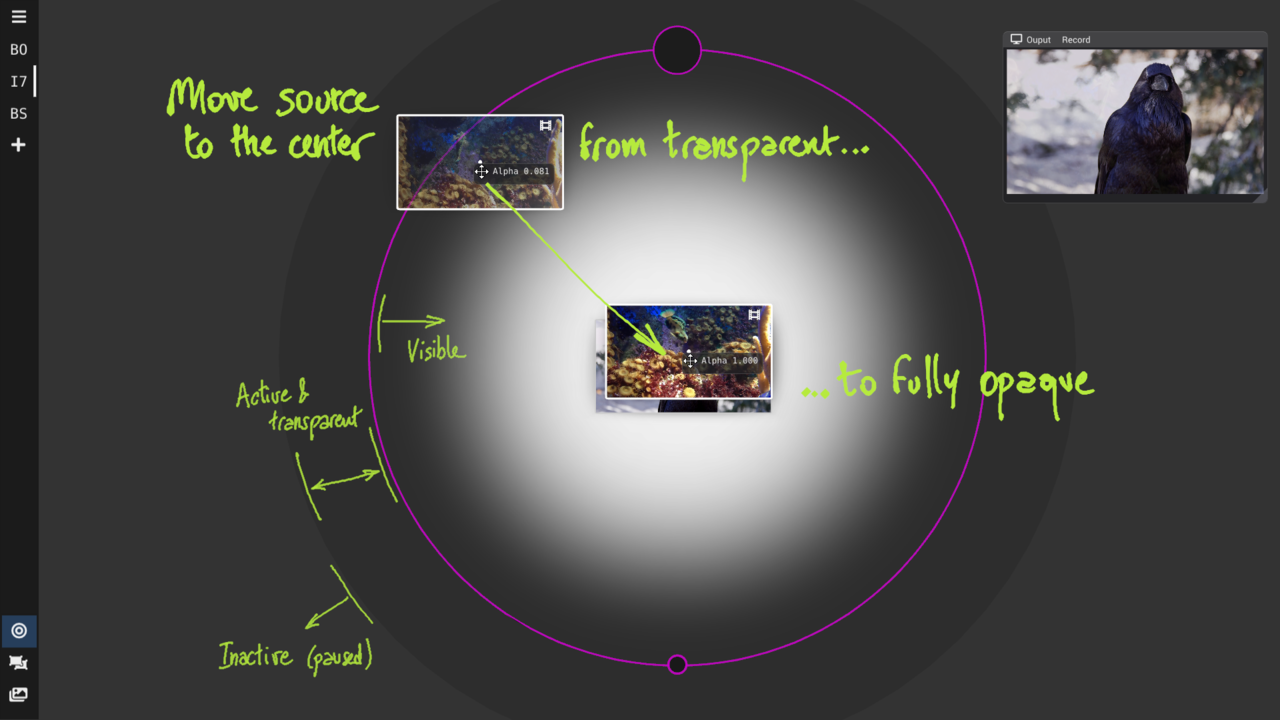 B0
I7
BS
Ouput Record
Move source
to the center
from transparent...
Alpha 0.081
Alpha 1.000
Visible
...to fully opaque
Active &
transparent
Inactive (paused)